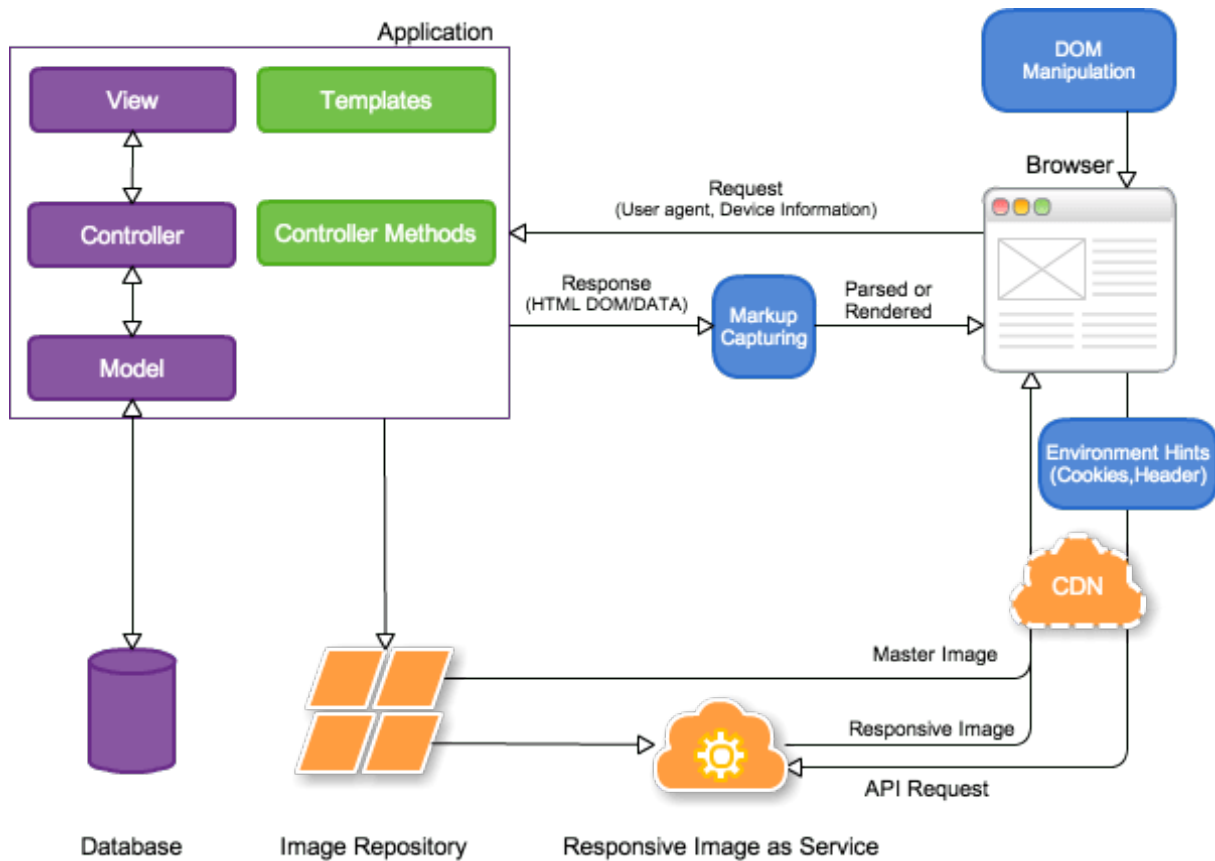 Application
View
Templates
Controller
Controller Methods
Model
DOM
Manipulation
Browser
Request
(User agent, Device Information)
Response
(HTML DOM/DATA)
Markup
Capturing
Parsed or
Rendered
Environment Hints
(Cookies,Header)
CDN
Master Image
Responsive Image
API Request
Database
Image Repository
Responsive Image as Service